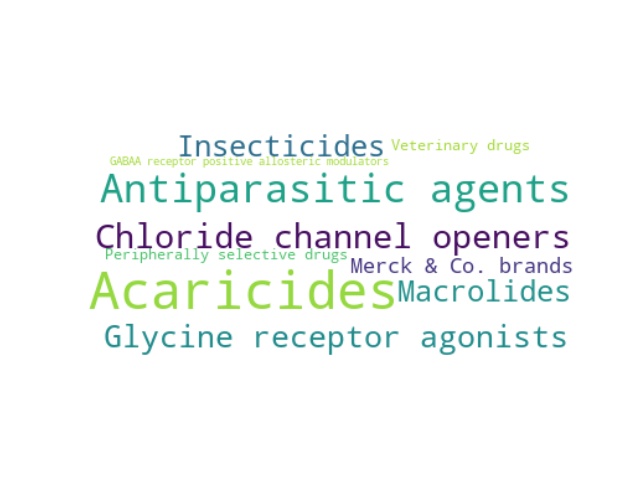 Insecticides
Veterinary drugs
GABAA receptor positive allosteric modulators
Antiparasitic agents
Chloride channel openers
Peripherally selective drugs
Merck & Co. brands
Acaricides
Macrolides
Glycine receptor agonists